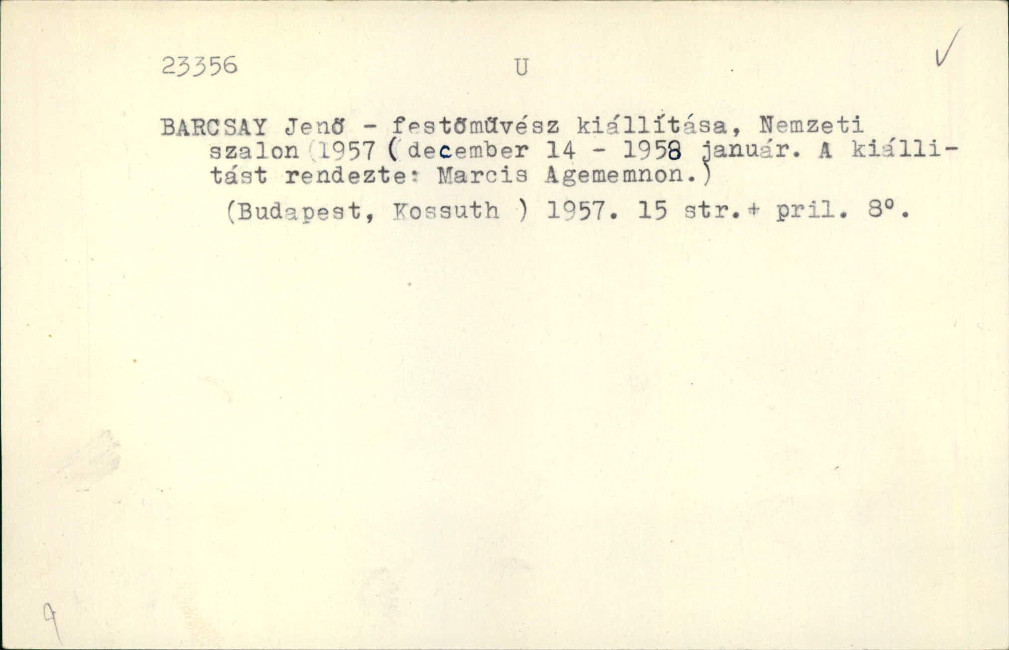 23356 U ✓
BARCSAY Jenő - festőművész kiállítása, Nemzeti
szalon (1957 ( december 14 - 1958 január. A kiálli-
tást rendezte: Marcis Agememnon.)
(Budapest, Kossuth ) 1957. 15 str.+ pril. 8°.